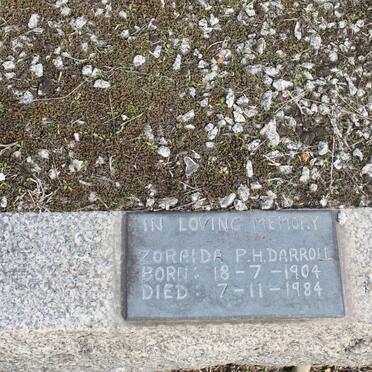 IN LOVING MEMORY
ZORAIDA P.H. DARROLL
BORN: 18-7-1904
DIED: 7-11-1984